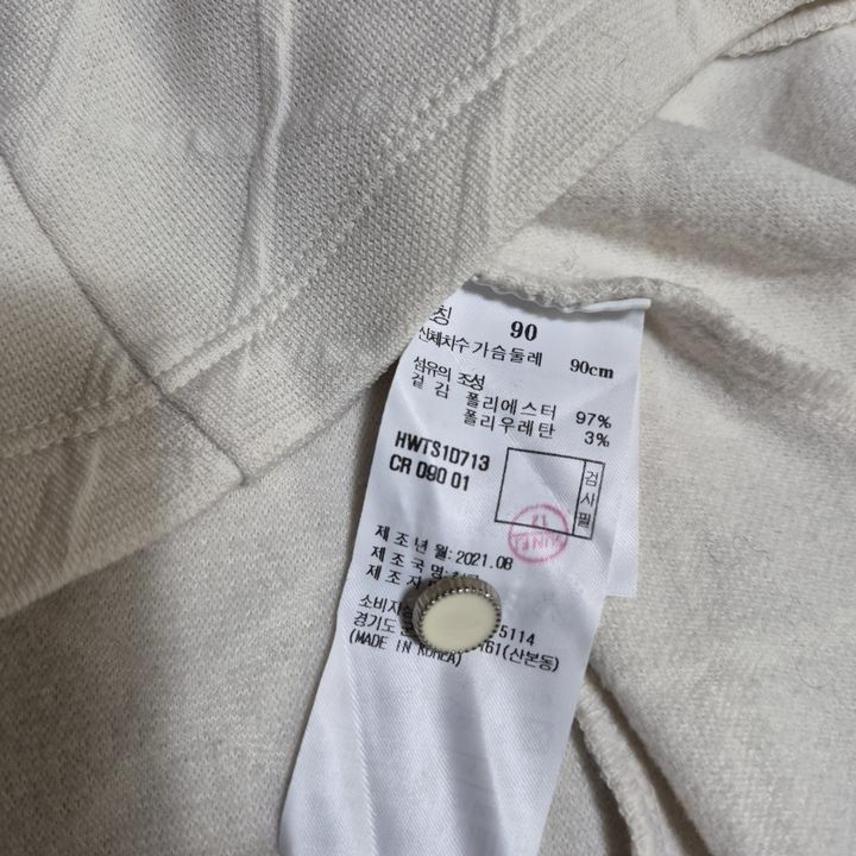 칭 90
신체치수 가슴둘레 90cm
섬유의 조성
겉 감 폴리에스터 97%
폴리우레탄 3%
HWTS1D713
CR 090 01
검사필
제조년월: 2021.08
제조국명:
제조자
소비자
5114
경기도 161(산본동)
(MADE IN KOREA)